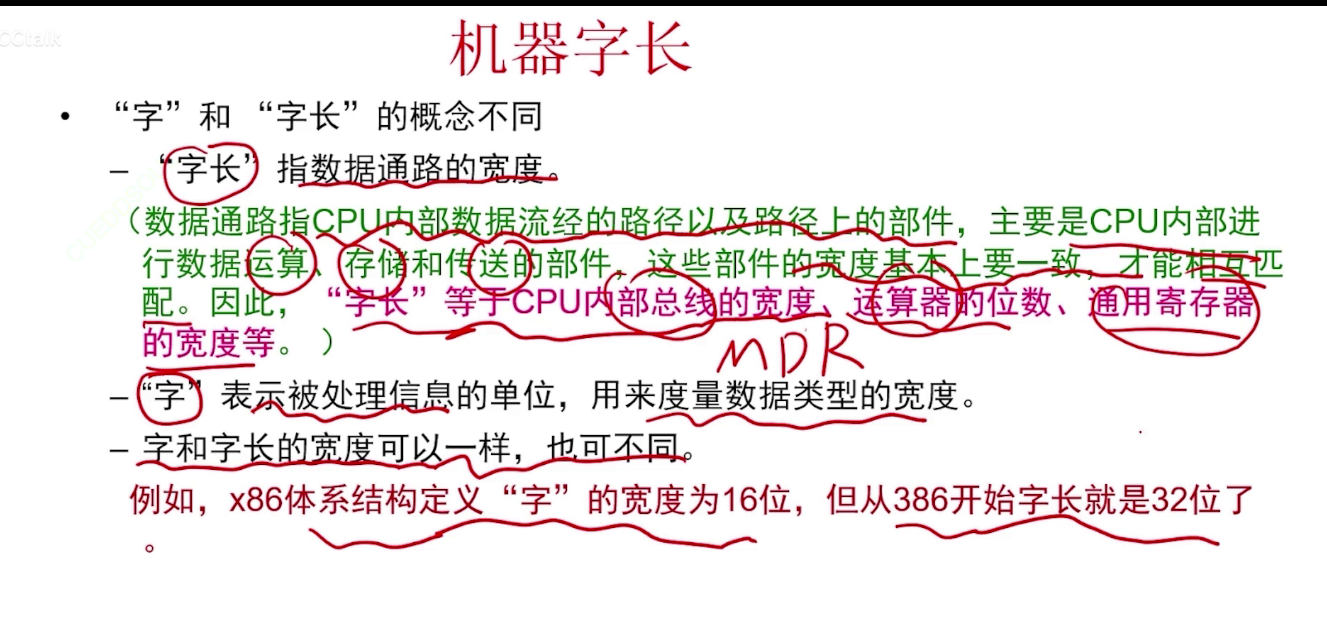 CCtalk
机器字长
• “字”和 “字长”的概念不同
– “字长” 指数据通路的宽度。
（数据通路指CPU内部数据流经的路径以及路径上的部件，主要是CPU内部进
行数据运算、存储和传送的部件，这些部件的宽度基本上要一致，才能相互匹
配。因此， “字长”等于CPU内部总线的宽度、运算器的位数、通用寄存器
的宽度等。）
MDR
– “字” 表示被处理信息的单位，用来度量数据类型的宽度。
– 字和字长的宽度可以一样，也可不同。
例如，x86体系结构定义“字”的宽度为16位，但从386开始字长就是32位了
。